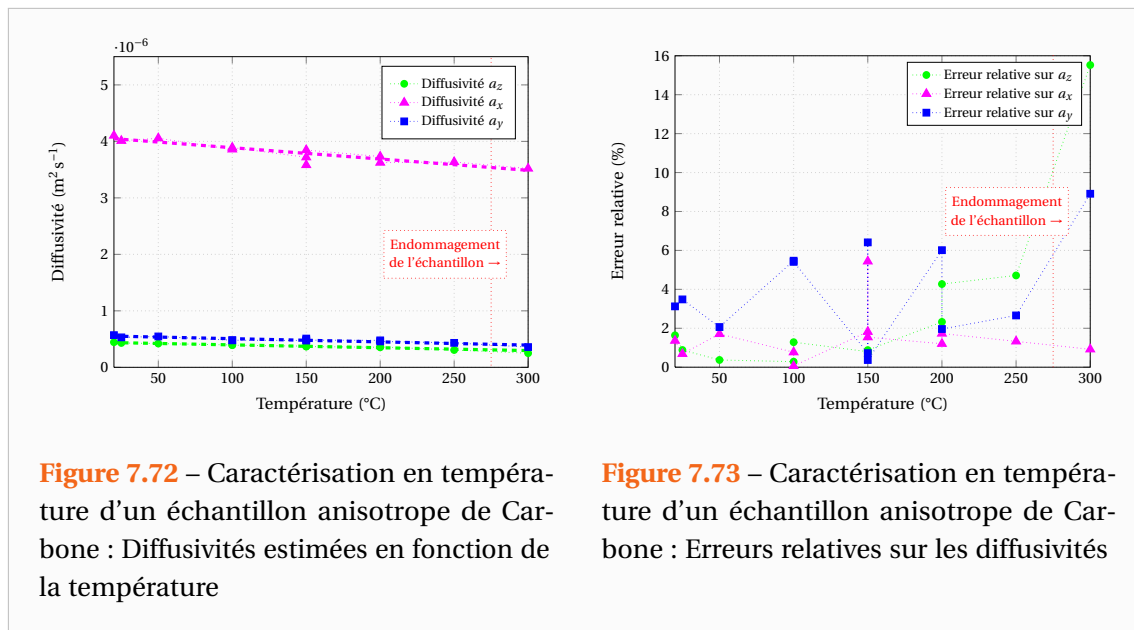 ·10⁻⁶
5
4
3
2
1
0
50
100
150
200
250
300
Température (°C)
Diffusivité (m² s⁻¹)
Diffusivité a_z
Diffusivité a_x
Diffusivité a_y
Endommagement
de l'échantillon →
16
14
12
10
8
6
4
2
0
50
100
150
200
250
300
Température (°C)
Erreur relative (%)
Erreur relative sur a_z
Erreur relative sur a_x
Erreur relative sur a_y
Endommagement
de l'échantillon →
Figure 7.72 – Caractérisation en tempéra-
ture d'un échantillon anisotrope de Car-
bone : Diffusivités estimées en fonction de
la température
Figure 7.73 – Caractérisation en tempéra-
ture d'un échantillon anisotrope de Car-
bone : Erreurs relatives sur les diffusivités